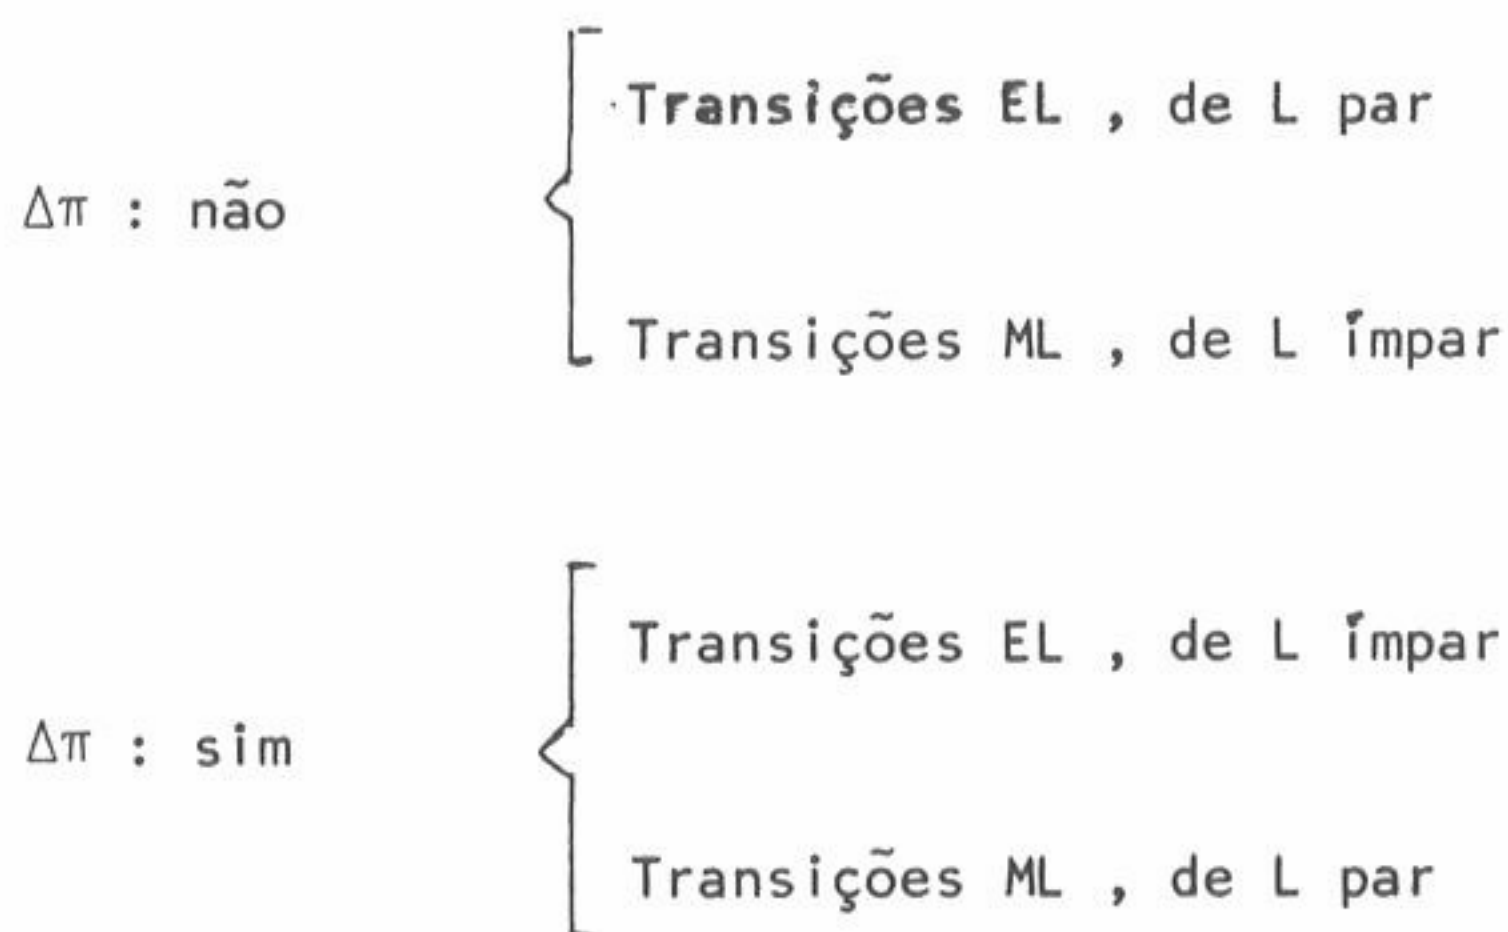 Transições EL , de L par
Δπ : não
Transições ML , de L ímpar
Transições EL , de L ímpar
Δπ : sim
Transições ML , de L par